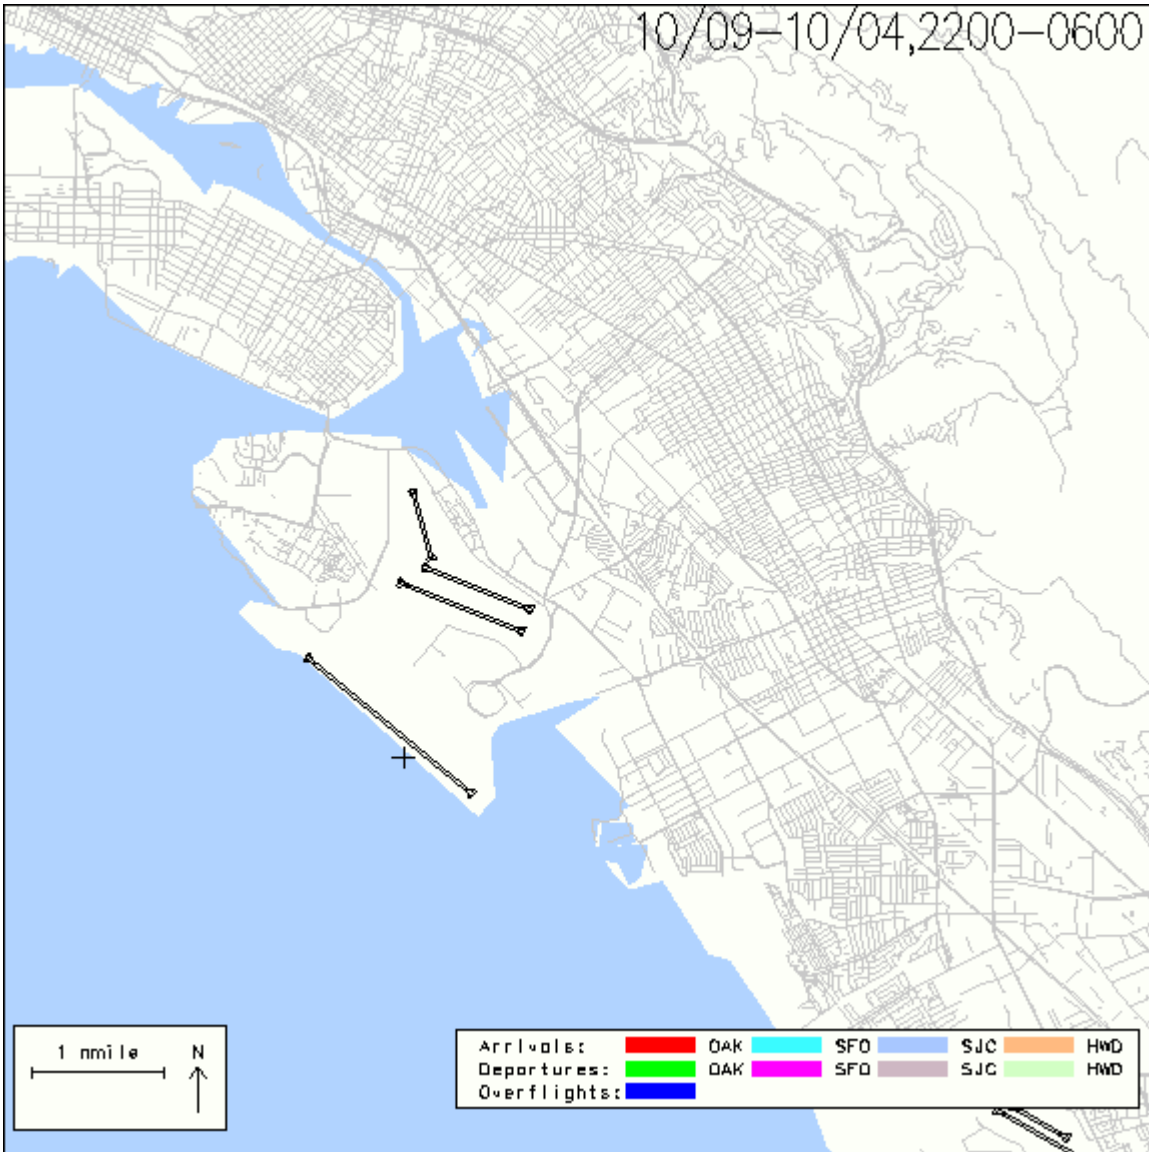 10/09-10/04,2200-0600
1 nmile N
Arrivals: OAK SFO SJC HWD
Departures: OAK SFO SJC HWD
Overflights: